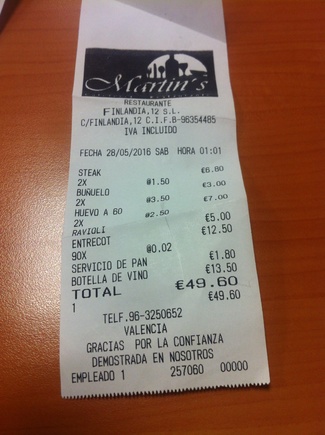 Martin's
RESTAURANTE
FINLANDIA,12 S.L.
C/FINLANDIA,12 C.I.F.B-96354485
IVA INCLUIDO
FECHA 28/05/2016 SAB HORA 01:01
STEAK €6.80
2X @1.50
BUÑUELO €3.00
2X @3.50
HUEVO A 60 €7.00
2X @2.50
RAVIOLI €5.00
ENTRECOT €12.50
90X @0.02
SERVICIO DE PAN €1.80
BOTELLA DE VINO €13.50
TOTAL €49.60
1 €49.60
TELF.96-3250652
VALENCIA
GRACIAS POR LA CONFIANZA
DEMOSTRADA EN NOSOTROS
EMPLEADO 1 257060 00000